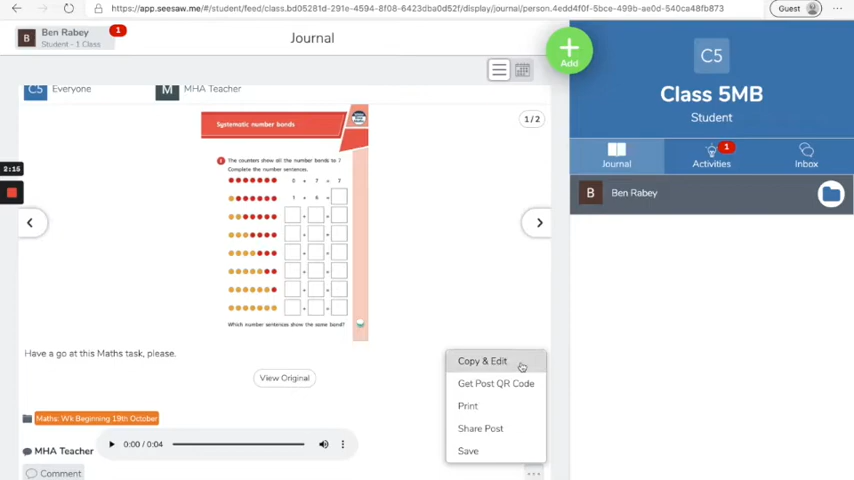 https://app.seesaw.me/#/student/feed/class.bd05281d-291e-4594-8f08-6423dba0d52f/display/journal/person.4edd4f0f-5bce-499b-ae0d-540ca48fb873
Guest
B
Ben Rabey
Student - 1 Class
1
Journal
Add
C5
Class 5MB
Student
Journal
Activities
1
Inbox
B
Ben Rabey
C5
Everyone
M
MHA Teacher
1/2
2:15
Systematic number bonds
1 The counters show all the number bonds to 7
Complete the number sentences.
0 + 7 = 7
1 + 6 =
+ =
+ =
+ =
+ =
+ =
+ =
Which number sentences show the same bond?
Have a go at this Maths task, please.
View Original
Copy & Edit
Get Post QR Code
Print
Share Post
Save
Maths: Wk Beginning 19th October
MHA Teacher
0:00 / 0:04
Comment